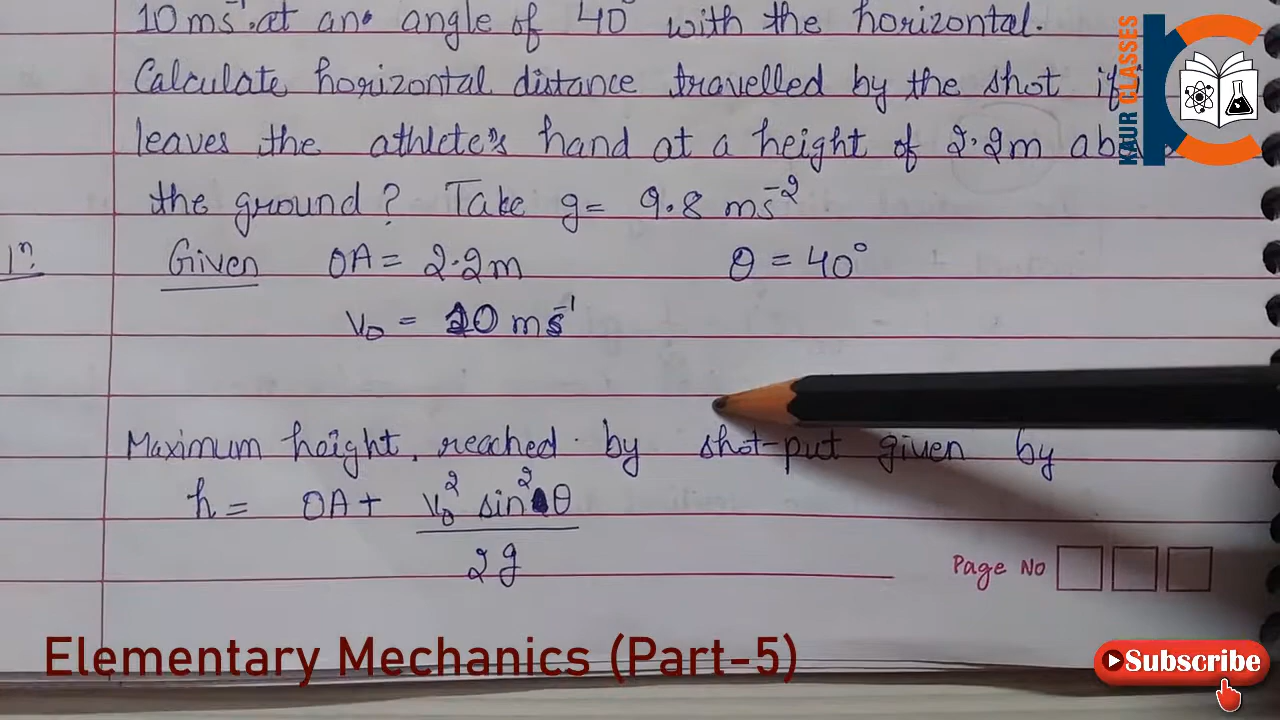 10 ms⁻¹ at an angle of 40° with the horizontal.
Calculate horizontal distance travelled by the shot if
leaves the athlete's hand at a height of 2.2m
the ground? Take g = 9.8 ms⁻²
Given OA = 2.2m θ = 40°
v₀ = 10 ms⁻¹
Maximum height, reached by shot-put given by
h = OA + v₀² sin²θ
2g
Page No
KAUR CLASSES
Elementary Mechanics (Part-5)
Subscribe